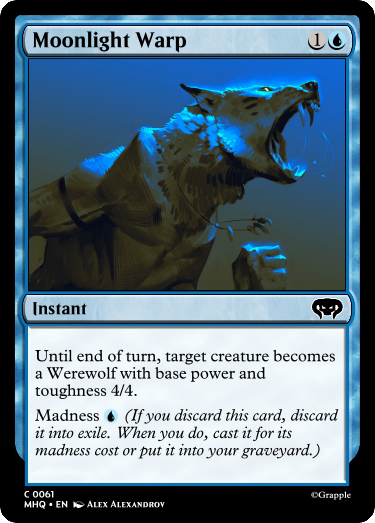 Moonlight Warp 1
Instant
Until end of turn, target creature becomes
a Werewolf with base power and
toughness 4/4.
Madness (If you discard this card, discard
it into exile. When you do, cast it for its
madness cost or put it into your graveyard.)
C 0061
MHQ • EN Alex Alexandrov
©Grapple